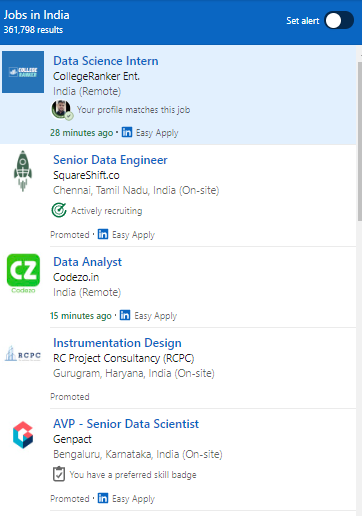 Jobs in India
361,798 results
Set alert
COLLEGE
RANKER
Data Science Intern
CollegeRanker Ent.
India (Remote)
Your profile matches this job
28 minutes ago · in Easy Apply
Senior Data Engineer
SquareShift.co
Chennai, Tamil Nadu, India (On-site)
Actively recruiting
Promoted · in Easy Apply
CZ
Codezo
Data Analyst
Codezo.in
India (Remote)
15 minutes ago · in Easy Apply
RCPC
Instrumentation Design
RC Project Consultancy (RCPC)
Gurugram, Haryana, India (On-site)
Promoted
AVP - Senior Data Scientist
Genpact
Bengaluru, Karnataka, India (On-site)
You have a preferred skill badge
Promoted · in Easy Apply